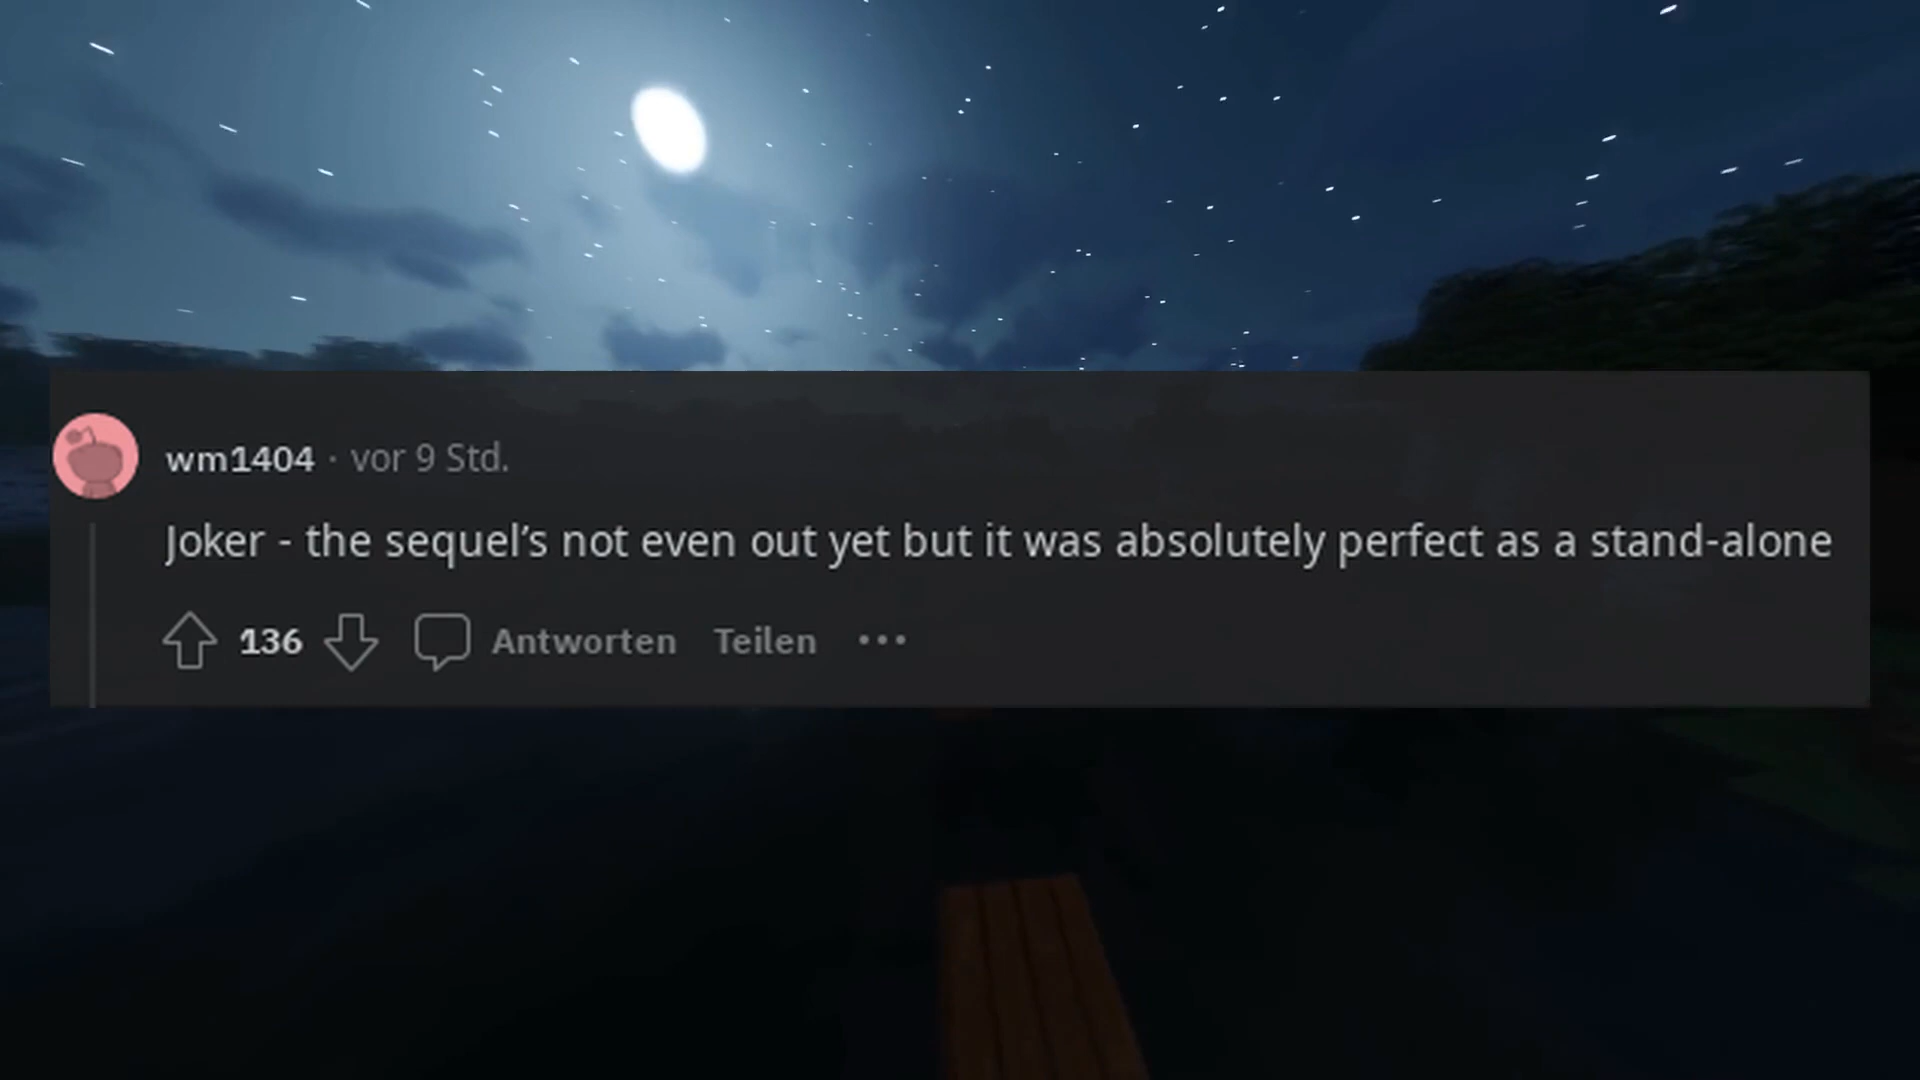 wm1404 · vor 9 Std.
Joker - the sequel’s not even out yet but it was absolutely perfect as a stand-alone
136 Antworten Teilen •••